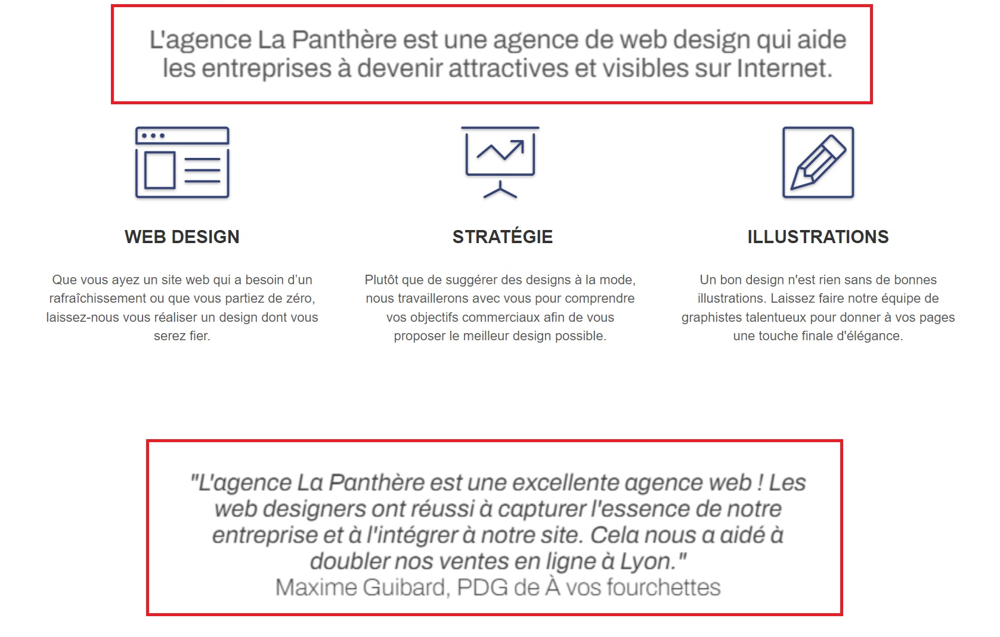 L'agence La Panthère est une agence de web design qui aide
les entreprises à devenir attractives et visibles sur Internet.
WEB DESIGN
Que vous ayez un site web qui a besoin d’un
rafraîchissement ou que vous partiez de zéro,
laissez-nous vous réaliser un design dont vous
serez fier.
STRATÉGIE
Plutôt que de suggérer des designs à la mode,
nous travaillerons avec vous pour comprendre
vos objectifs commerciaux afin de vous
proposer le meilleur design possible.
ILLUSTRATIONS
Un bon design n'est rien sans de bonnes
illustrations. Laissez faire notre équipe de
graphistes talentueux pour donner à vos pages
une touche finale d'élégance.
"L'agence La Panthère est une excellente agence web ! Les
web designers ont réussi à capturer l'essence de notre
entreprise et à l'intégrer à notre site. Cela nous a aidé à
doubler nos ventes en ligne à Lyon."
Maxime Guibard, PDG de À vos fourchettes